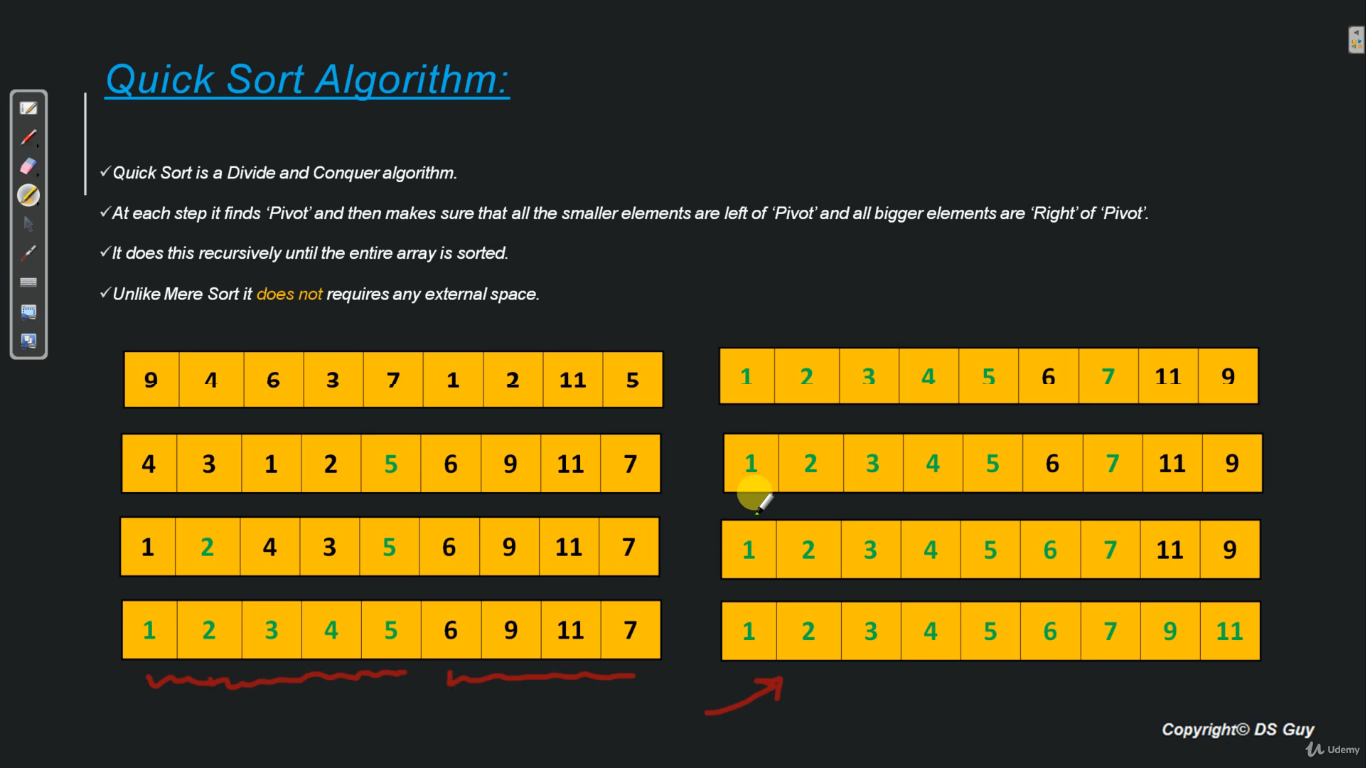 Quick Sort Algorithm:
✓Quick Sort is a Divide and Conquer algorithm.
✓At each step it finds ‘Pivot’ and then makes sure that all the smaller elements are left of ‘Pivot’ and all bigger elements are ‘Right’ of ‘Pivot’.
✓It does this recursively until the entire array is sorted.
✓Unlike Mere Sort it does not requires any external space.
9 4 6 3 7 1 2 11 5
4 3 1 2 5 6 9 11 7
1 2 4 3 5 6 9 11 7
1 2 3 4 5 6 9 11 7
1 2 3 4 5 6 7 11 9
1 2 3 4 5 6 7 11 9
1 2 3 4 5 6 7 11 9
1 2 3 4 5 6 7 9 11
Copyright© DS Guy
Udemy